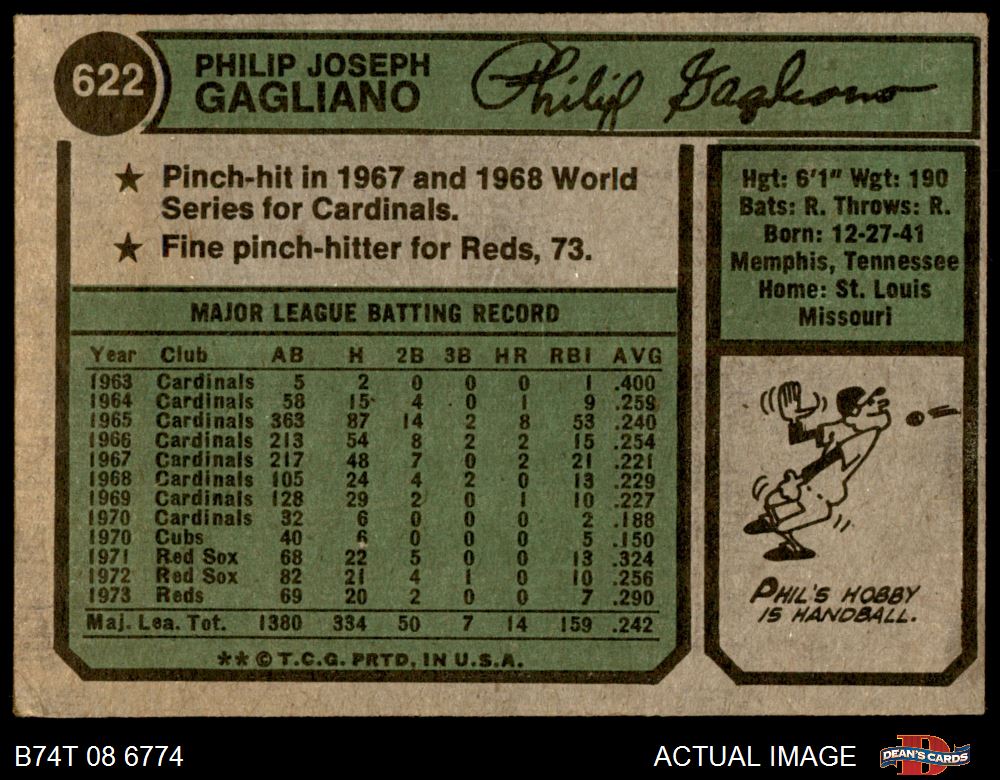 622
PHILIP JOSEPH
GAGLIANO
Philip Gagliano
★ Pinch-hit in 1967 and 1968 World
Series for Cardinals.
★ Fine pinch-hitter for Reds, 73.
Hgt: 6'1" Wgt: 190
Bats: R. Throws: R.
Born: 12-27-41
Memphis, Tennessee
Home: St. Louis
Missouri
MAJOR LEAGUE BATTING RECORD
Year Club AB H 2B 3B HR RBI AVG
1963 Cardinals 5 2 0 0 0 1 .400
1964 Cardinals 58 15 4 0 1 9 .259
1965 Cardinals 363 87 14 2 8 53 .240
1966 Cardinals 213 54 8 2 2 15 .254
1967 Cardinals 217 48 7 0 2 21 .221
1968 Cardinals 105 24 4 2 0 13 .229
1969 Cardinals 128 29 2 0 1 10 .227
1970 Cardinals 32 6 0 0 0 2 .188
1970 Cubs 40 6 0 0 0 5 .150
1971 Red Sox 68 22 5 0 0 13 .324
1972 Red Sox 82 21 4 1 0 10 .256
1973 Reds 69 20 2 0 0 7 .290
Maj. Lea. Tot. 1380 334 50 7 14 159 .242
** © T.C.G. PRTD. IN U.S.A.
PHIL'S HOBBY
IS HANDBALL.
B74T 08 6774
ACTUAL IMAGE
DEAN'S CARDS